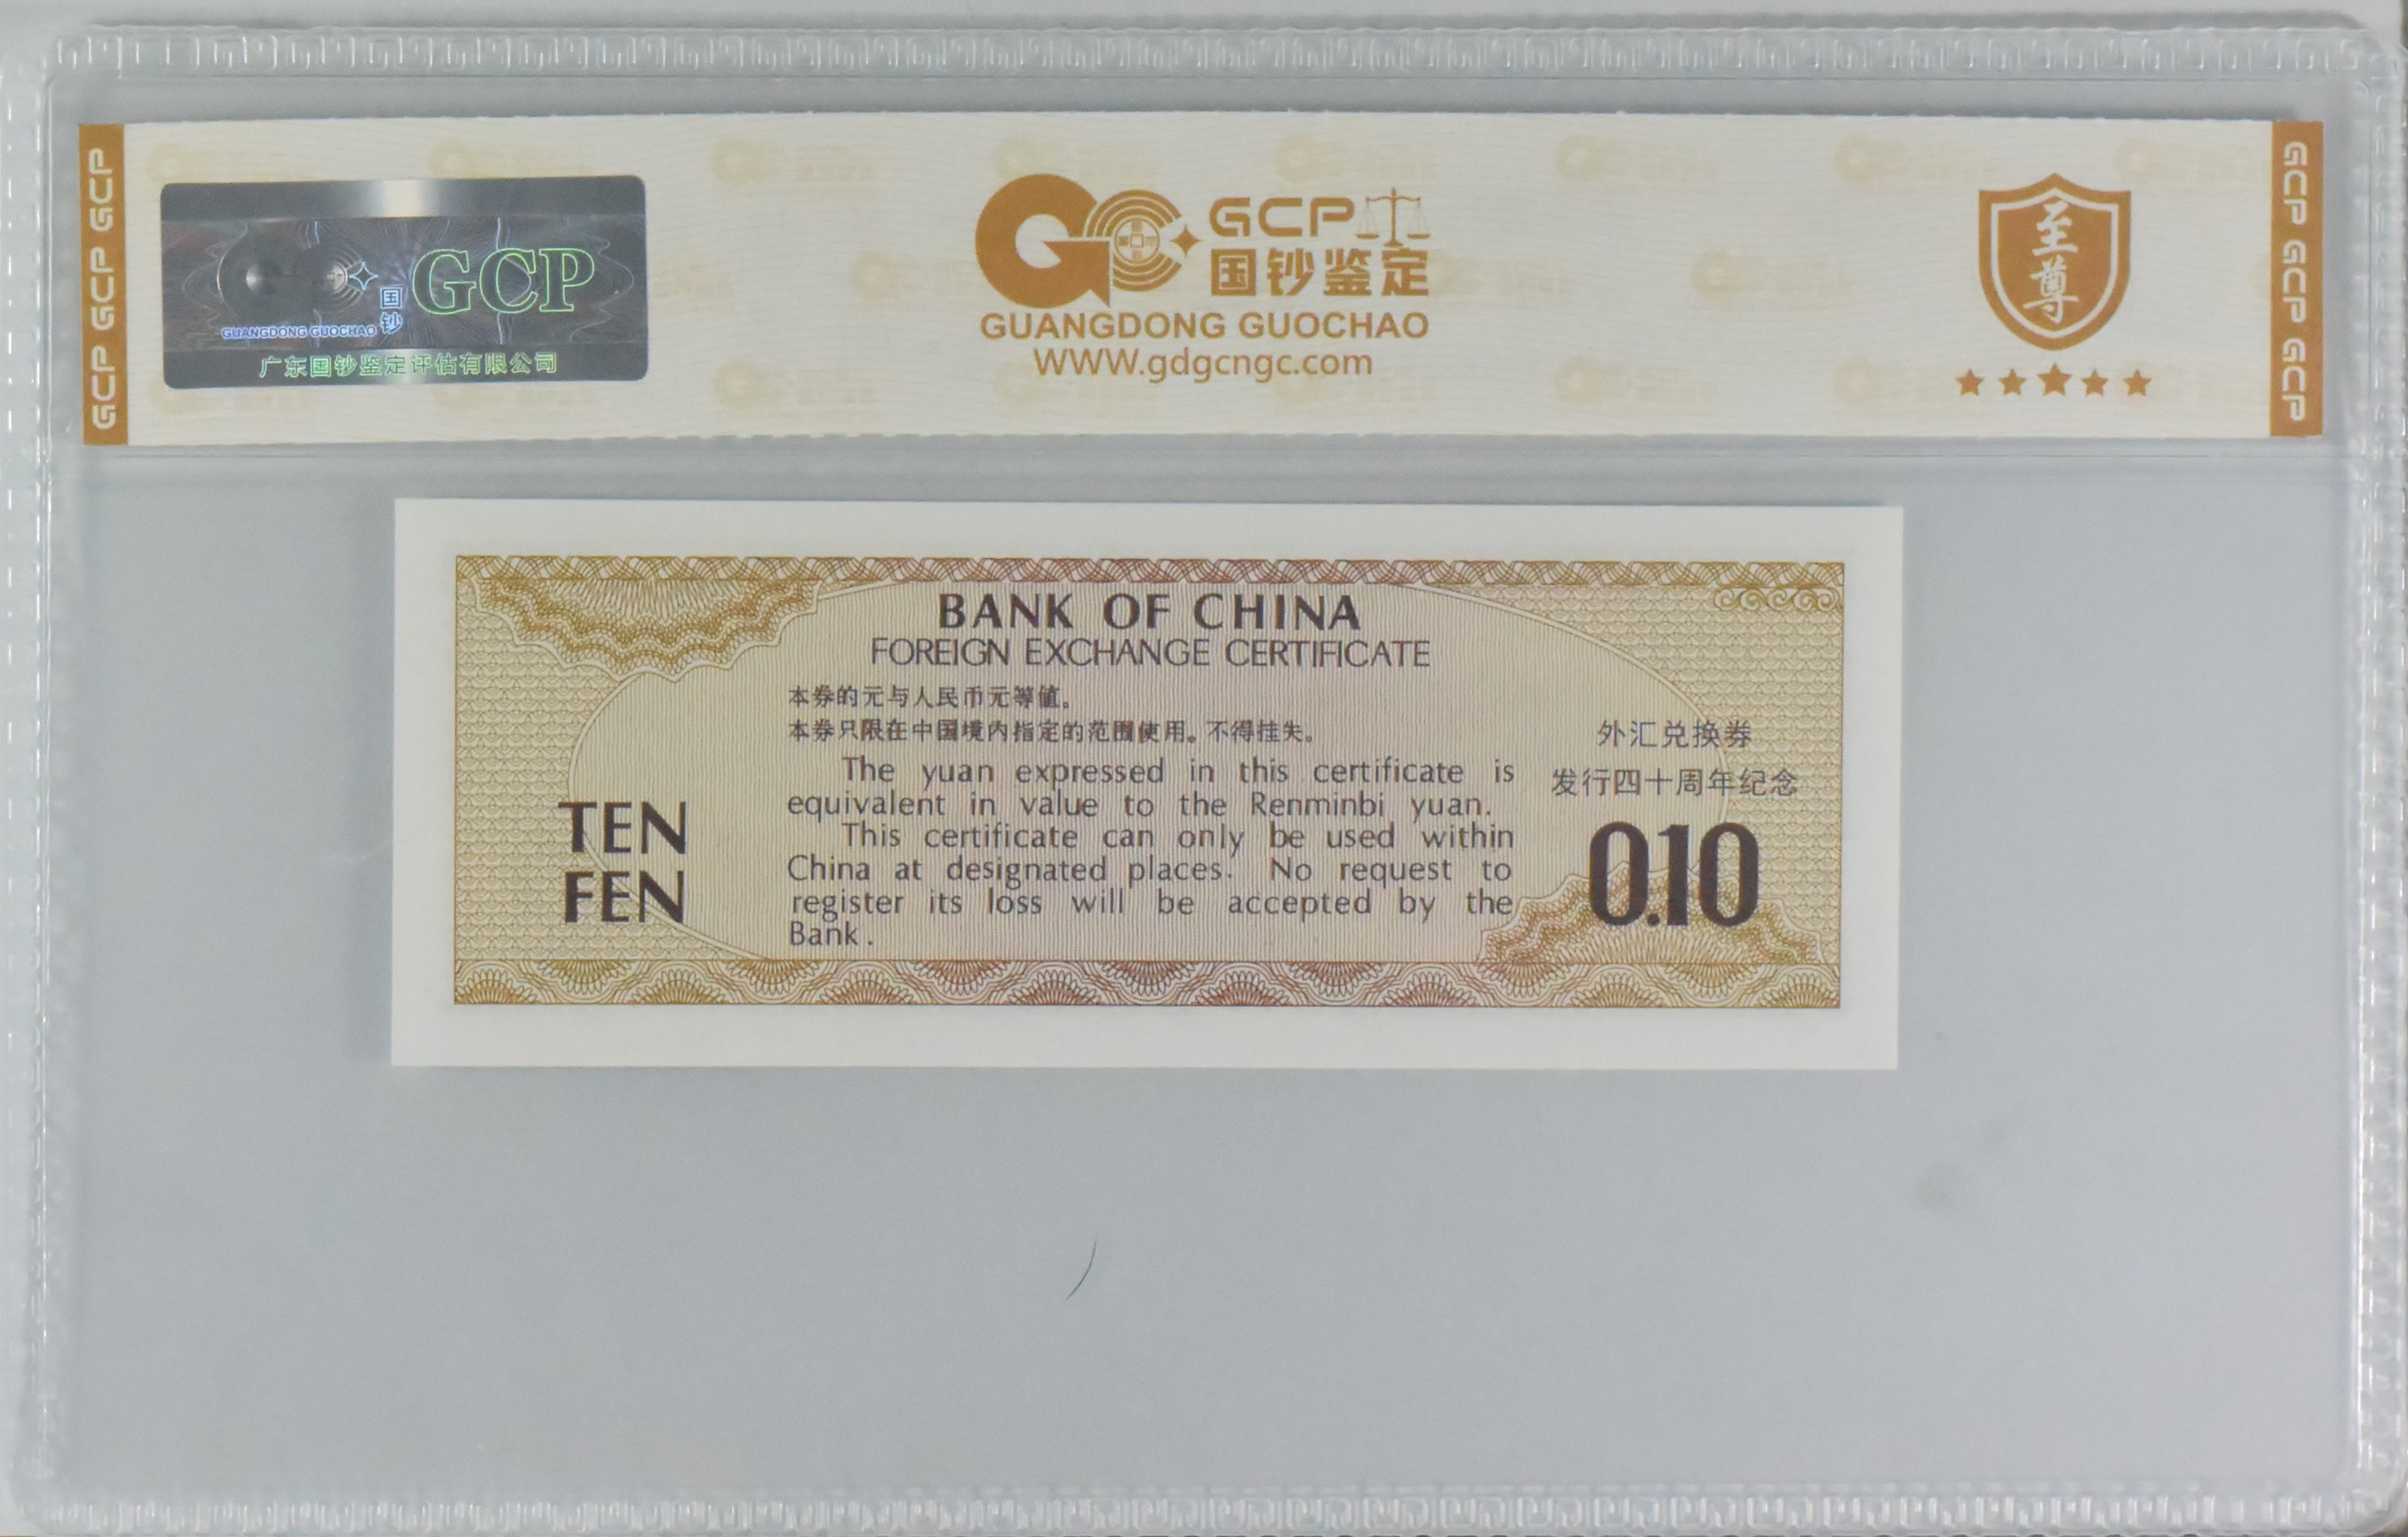 GCP GCP GCP
国钞
GCP
GUANGDONG GUOCHAO
广东国钞鉴定评估有限公司
GCP
国钞鉴定
GUANGDONG GUOCHAO
WWW.gdgcngc.com
至尊
GCP GCP GCP
BANK OF CHINA
FOREIGN EXCHANGE CERTIFICATE
本券的元与人民币元等值。
本券只限在中国境内指定的范围使用。不得挂失。
The yuan expressed in this certificate is
equivalent in value to the Renminbi yuan.
This certificate can only be used within
China at designated places. No request to
register its loss will be accepted by the
Bank.
TEN
FEN
外汇兑换券
发行四十周年纪念
0.10